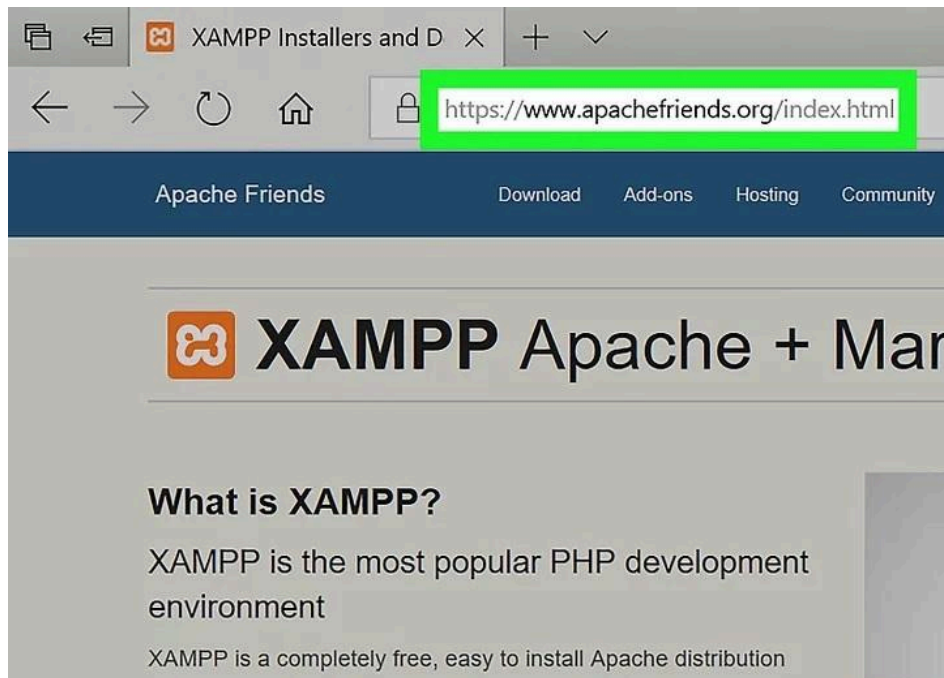 XAMPP Installers and D
https://www.apachefriends.org/index.html
Apache Friends Download Add-ons Hosting Community
XAMPP Apache + Mar
What is XAMPP?
XAMPP is the most popular PHP development
environment
XAMPP is a completely free, easy to install Apache distribution